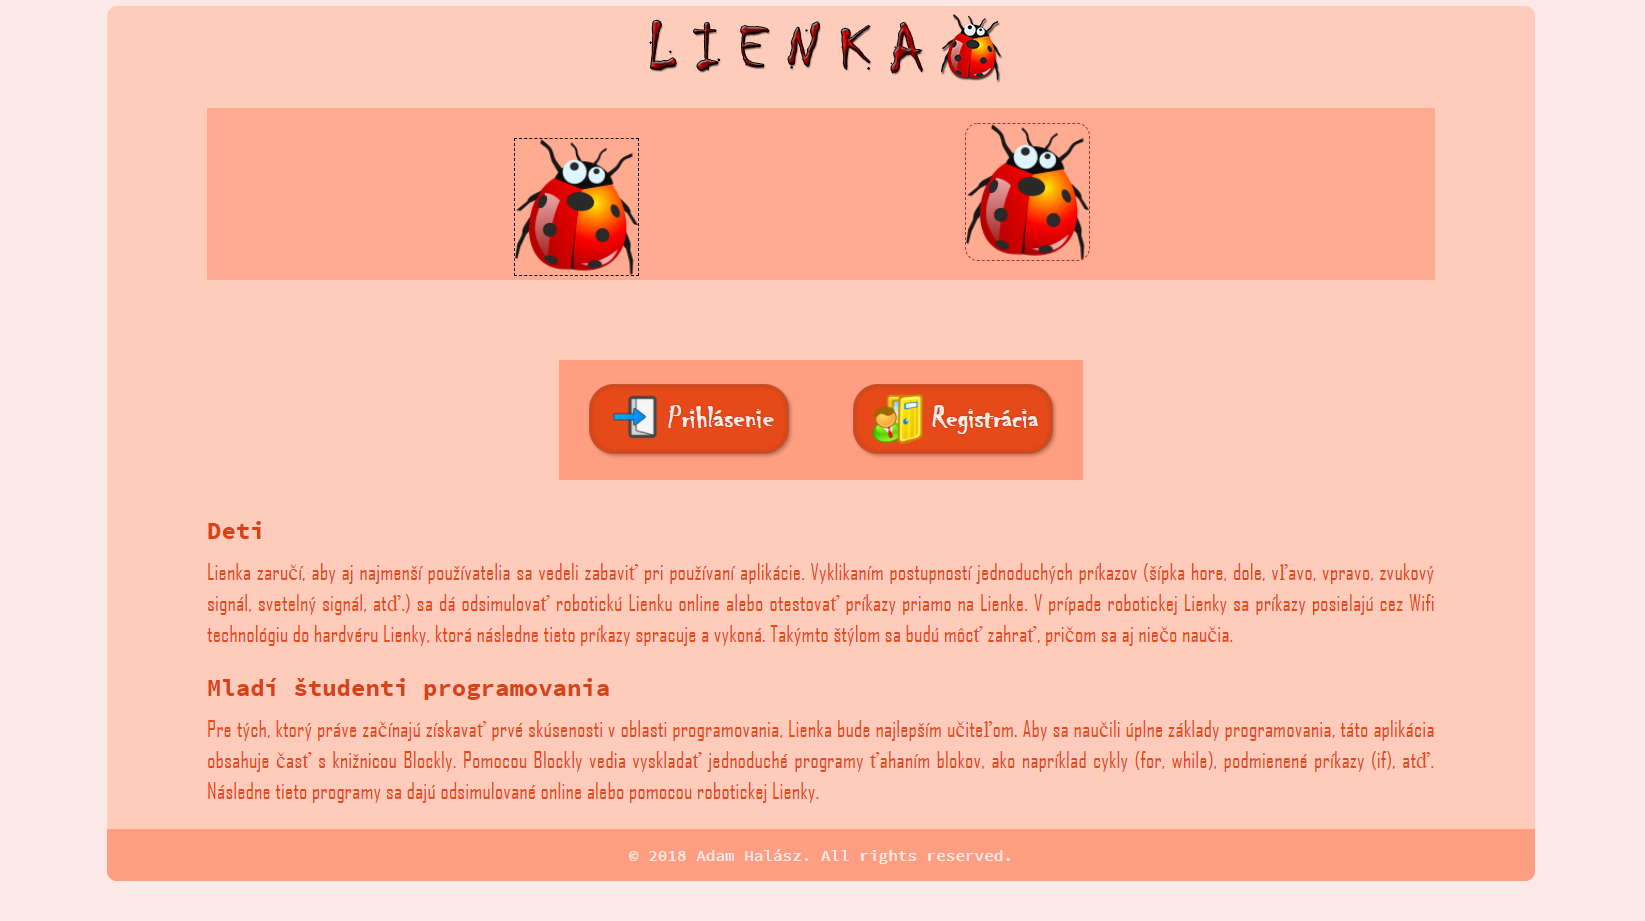 LIENKA
Prihlásenie
Registrácia
Deti
Lienka zaručí, aby aj najmenší používatelia sa vedeli zabaviť pri používaní aplikácie. Vyklikaním postupností jednoduchých príkazov (šípka hore, dole, vľavo, vpravo, zvukový
signál, svetelný signál, atď.) sa dá odsimulovať robotickú Lienku online alebo otestovať príkazy priamo na Lienke. V prípade robotickej Lienky sa príkazy posielajú cez Wifi
technológiu do hardvéru Lienky, ktorá následne tieto príkazy spracuje a vykoná. Takýmto štýlom sa budú môcť zahrať, pričom sa aj niečo naučia.
Mladí študenti programovania
Pre tých, ktorý práve začínajú získavať prvé skúsenosti v oblasti programovania, Lienka bude najlepším učiteľom. Aby sa naučili úplne základy programovania, táto aplikácia
obsahuje časť s knižnicou Blockly. Pomocou Blockly vedia vyskladať jednoduché programy ťahaním blokov, ako napríklad cykly (for, while), podmienené príkazy (if), atď.
Následne tieto programy sa dajú odsimulované online alebo pomocou robotickej Lienky.
© 2018 Adam Halász. All rights reserved.